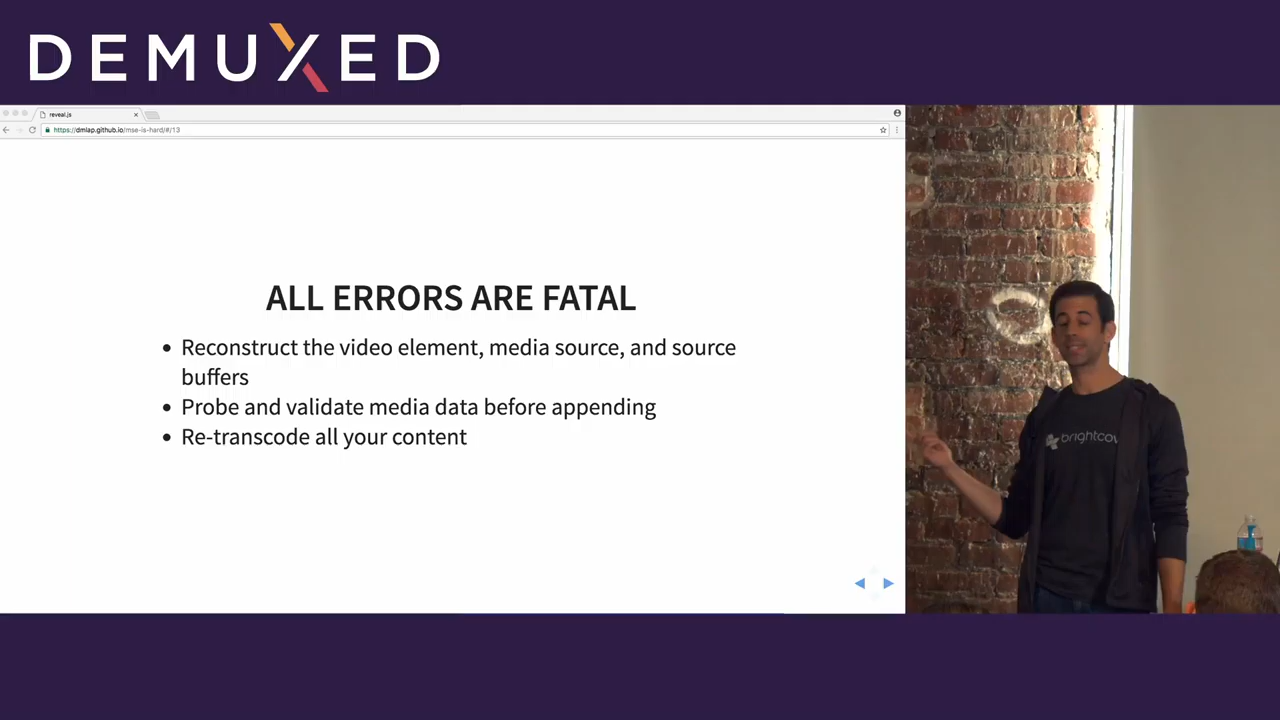 DEMUXED
reveal.js
https://dmlap.github.io/mse-is-hard/#/13
ALL ERRORS ARE FATAL
Reconstruct the video element, media source, and source
buffers
Probe and validate media data before appending
Re-transcode all your content
brightcov